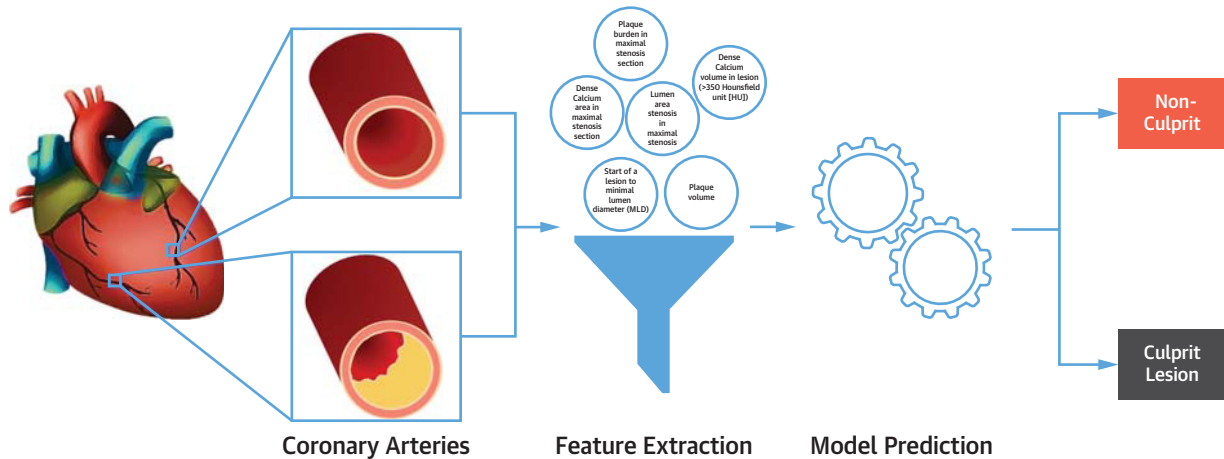 Plaque
burden in
maximal
stenosis
section
Dense
Calcium
volume in lesion
(>350 Hounsfield
unit [HU])
Dense
Calcium
area in
maximal
stenosis
section
Lumen
area
stenosis
in
maximal
stenosis
Start of a
lesion to
minimal
lumen
diameter (MLD)
Plaque
volume
Non-
Culprit
Culprit
Lesion
Coronary Arteries
Feature Extraction
Model Prediction